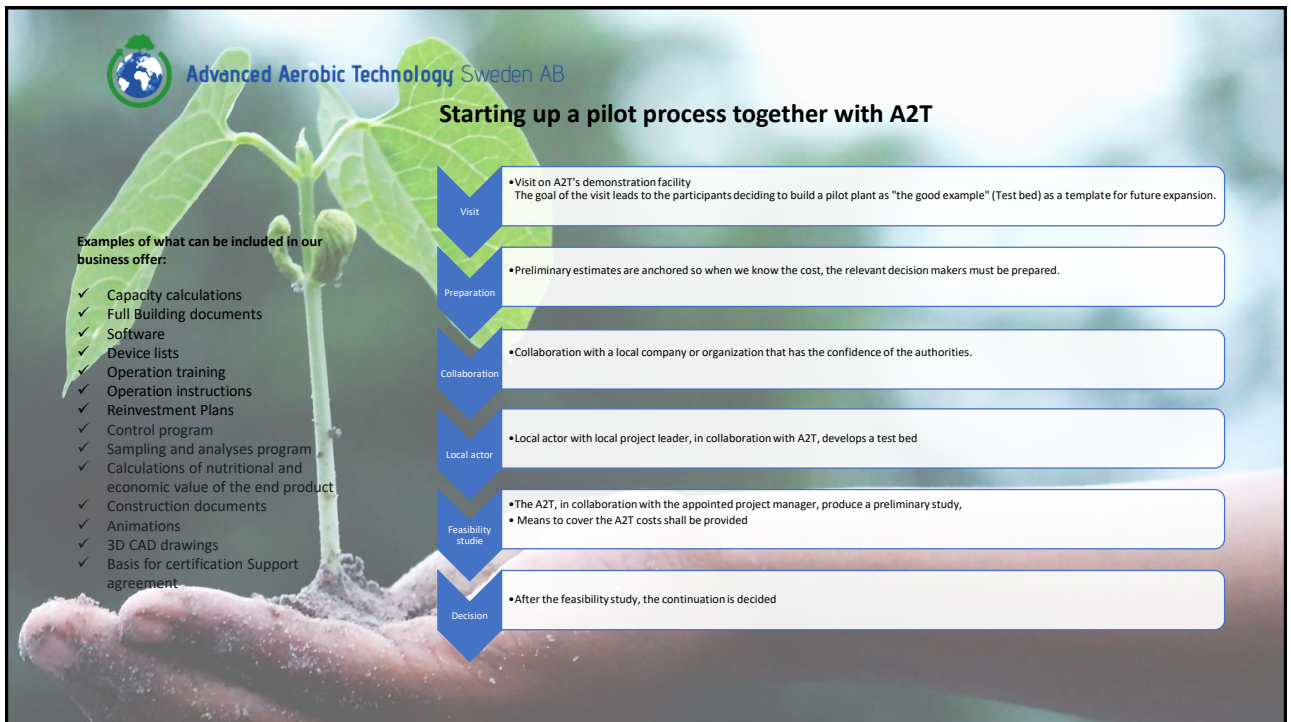 Advanced Aerobic Technology Sweden AB
Starting up a pilot process together with A2T
Examples of what can be included in our
business offer:
✓ Capacity calculations
✓ Full Building documents
✓ Software
✓ Device lists
✓ Operation training
✓ Operation instructions
✓ Reinvestment Plans
✓ Control program
✓ Sampling and analyses program
✓ Calculations of nutritional and
economic value of the end product
✓ Construction documents
✓ Animations
✓ 3D CAD drawings
✓ Basis for certification Support
agreement
Visit
•Visit on A2T's demonstration facility
The goal of the visit leads to the participants deciding to build a pilot plant as "the good example" (Test bed) as a template for future expansion.
Preparation
•Preliminary estimates are anchored so when we know the cost, the relevant decision makers must be prepared.
Collaboration
•Collaboration with a local company or organization that has the confidence of the authorities.
Local actor
•Local actor with local project leader, in collaboration with A2T, develops a test bed
Feasibility
studie
•The A2T, in collaboration with the appointed project manager, produce a preliminary study,
• Means to cover the A2T costs shall be provided
Decision
•After the feasibility study, the continuation is decided